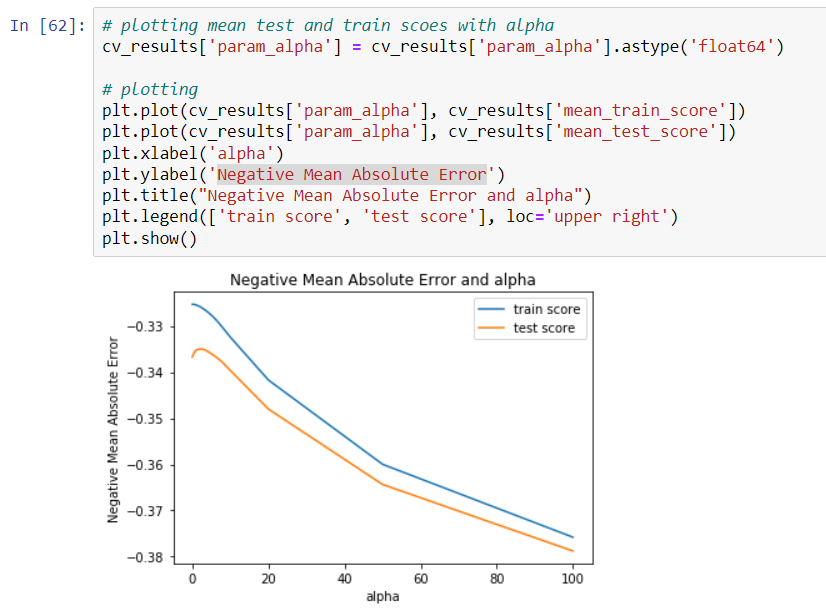 In [62]: # plotting mean test and train scoes with alpha
cv_results['param_alpha'] = cv_results['param_alpha'].astype('float64')
# plotting
plt.plot(cv_results['param_alpha'], cv_results['mean_train_score'])
plt.plot(cv_results['param_alpha'], cv_results['mean_test_score'])
plt.xlabel('alpha')
plt.ylabel('Negative Mean Absolute Error')
plt.title("Negative Mean Absolute Error and alpha")
plt.legend(['train score', 'test score'], loc='upper right')
plt.show()
Negative Mean Absolute Error and alpha
train score
test score
Negative Mean Absolute Error
−0.33
−0.34
−0.35
−0.36
−0.37
−0.38
0 20 40 60 80 100
alpha